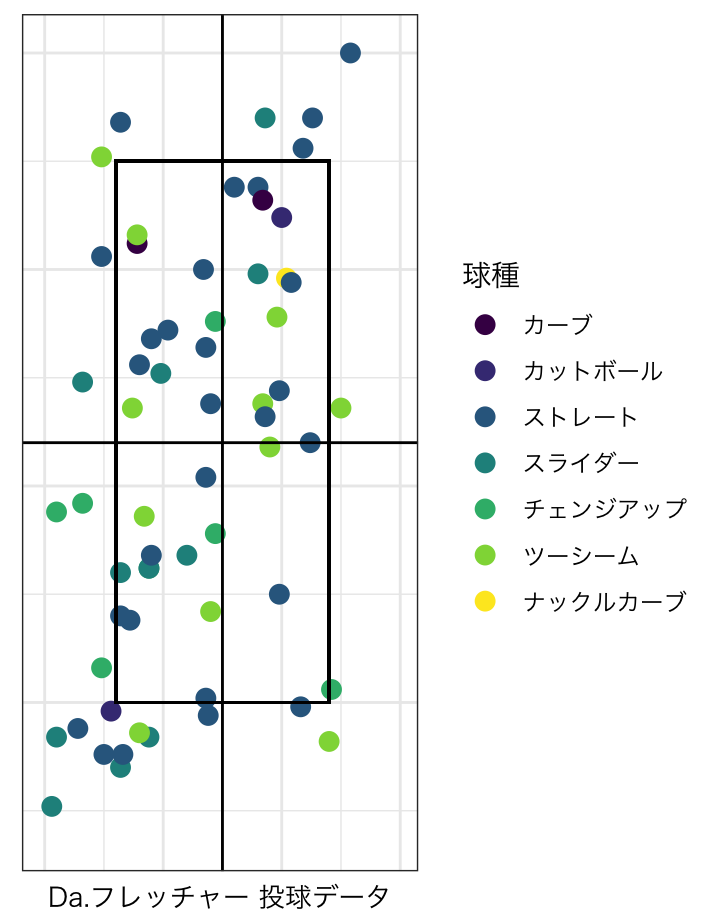 球種
カーブ
カットボール
ストレート
スライダー
チェンジアップ
ツーシーム
ナックルカーブ
Da.フレッチャー 投球データ